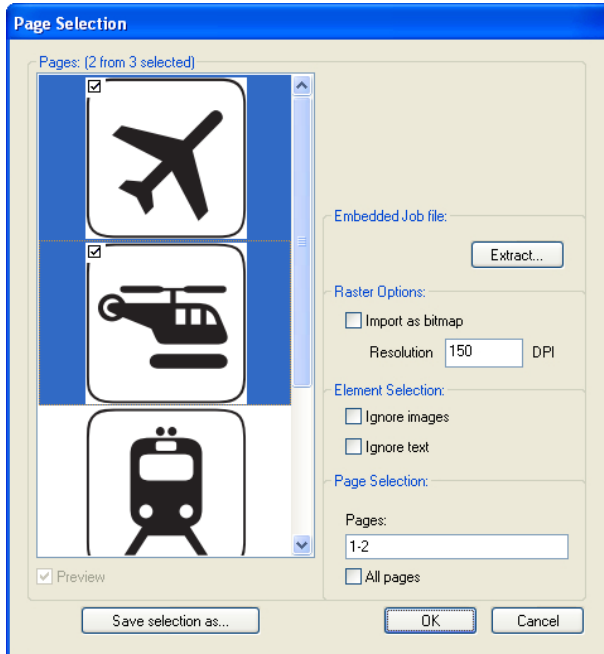 Page Selection
Pages: (2 from 3 selected)
Embedded Job file:
Extract...
Raster Options:
Import as bitmap
Resolution 150 DPI
Element Selection:
Ignore images
Ignore text
Page Selection:
Pages:
1-2
All pages
Preview
Save selection as...
OK Cancel